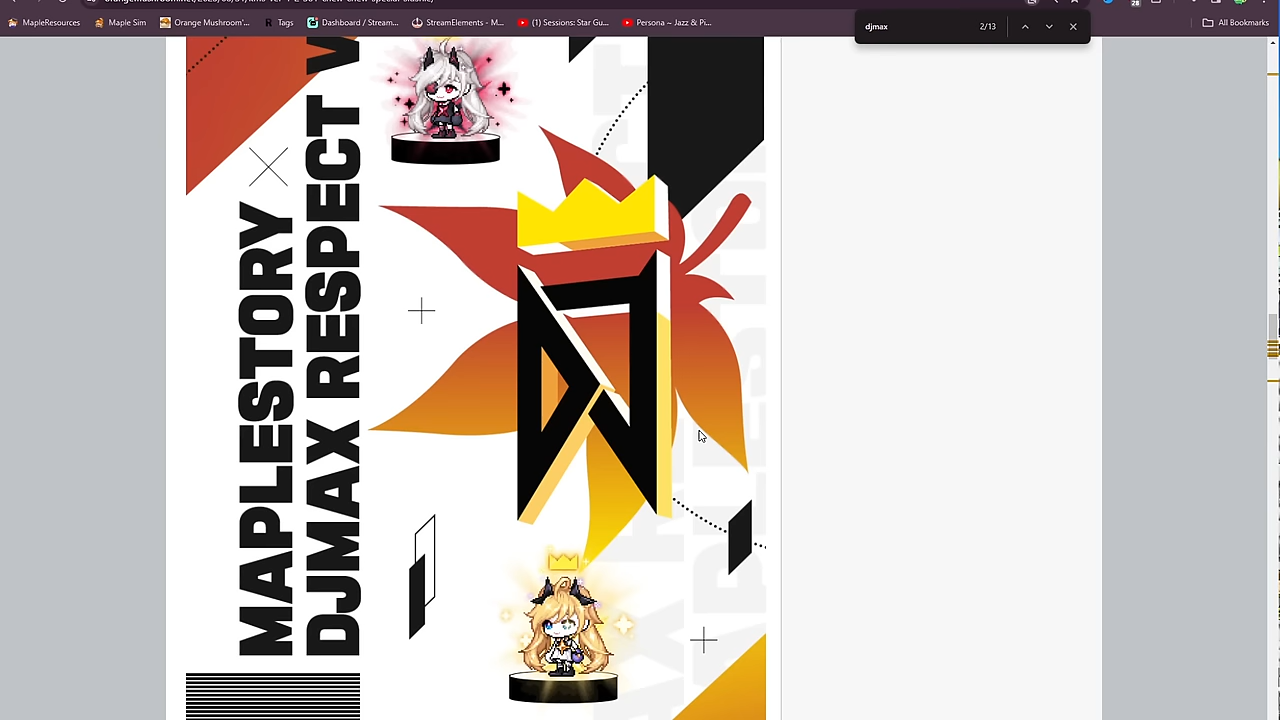 MapleResources
Maple Sim
Orange Mushroom'...
Tags
Dashboard / Stream...
StreamElements - M...
(1) Sessions: Star Gu...
Persona ~ Jazz & Pi...
All Bookmarks
28
djmax
2/13
MAPLESTORY
DJMAX RESPECT V